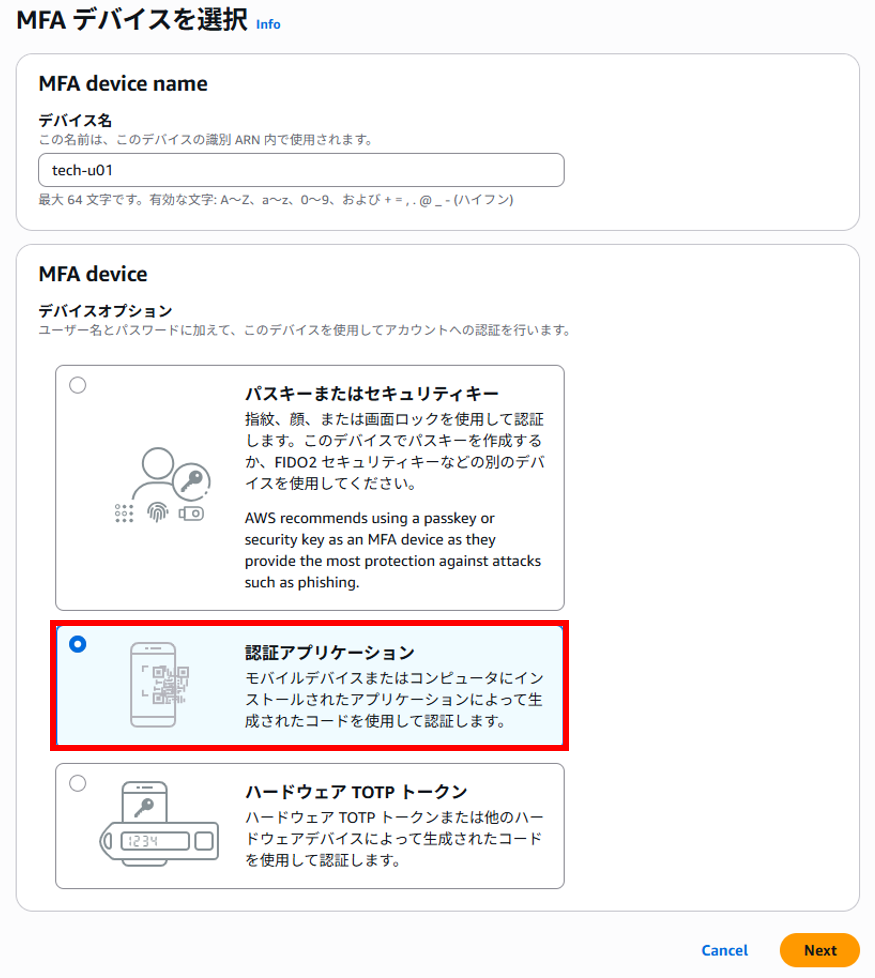 MFA デバイスを選択 Info
MFA device name
デバイス名
この名前は、このデバイスの識別 ARN 内で使用されます。
tech-u01
最大 64 文字です。有効な文字: A～Z、a～z、0～9、および + = , . @ _ - (ハイフン)
MFA device
デバイスオプション
ユーザー名とパスワードに加えて、このデバイスを使用してアカウントへの認証を行います。
パスキーまたはセキュリティキー
指紋、顔、または画面ロックを使用して認証
します。このデバイスでパスキーを作成する
か、FIDO2 セキュリティキーなどの別のデバ
イスを使用してください。
AWS recommends using a passkey or
security key as an MFA device as they
provide the most protection against attacks
such as phishing.
認証アプリケーション
モバイルデバイスまたはコンピュータにイン
ストールされたアプリケーションによって生
成されたコードを使用して認証します。
ハードウェア TOTP トークン
ハードウェア TOTP トークンまたは他のハー
ドウェアデバイスによって生成されたコード
を使用して認証します。
1234
Cancel
Next